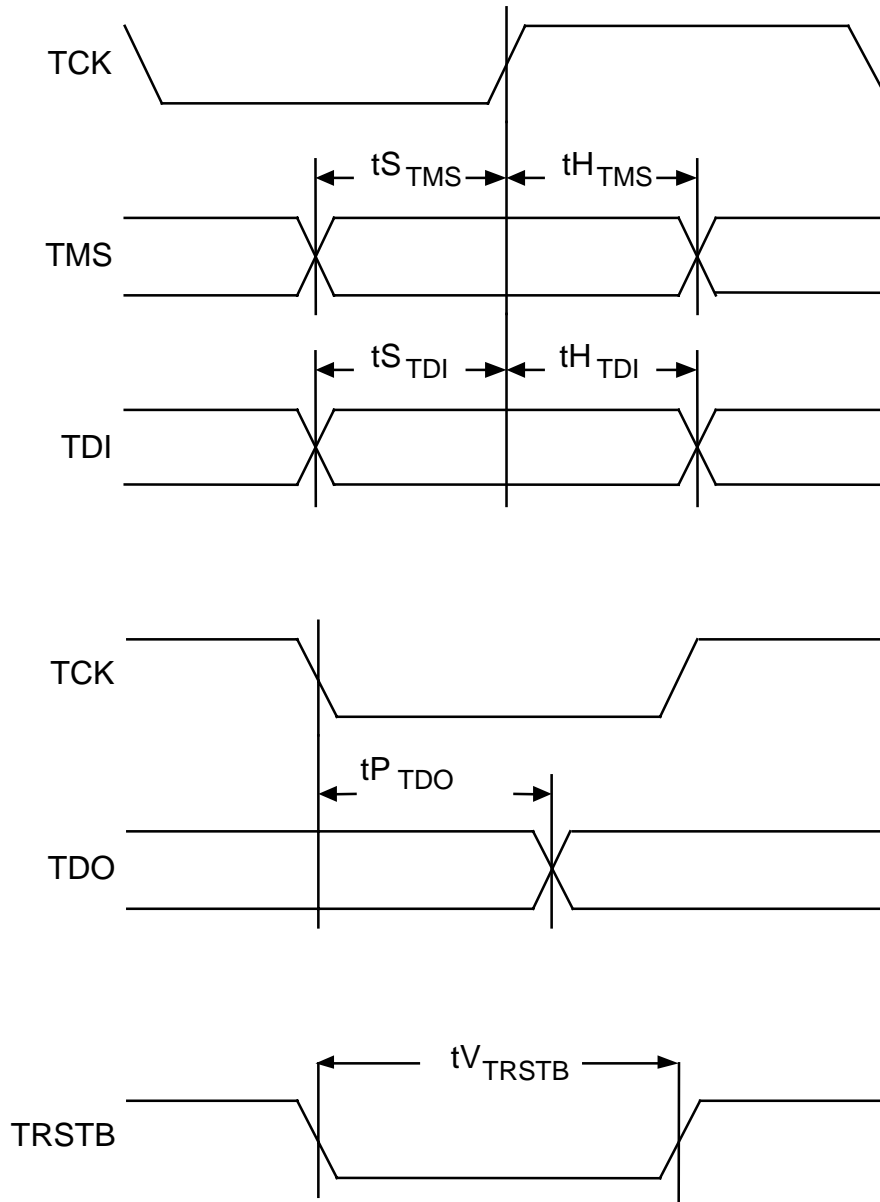 TCK
tS TMS tH TMS
TMS
tS TDI tH TDI
TDI
TCK
tP TDO
TDO
tV TRSTB
TRSTB